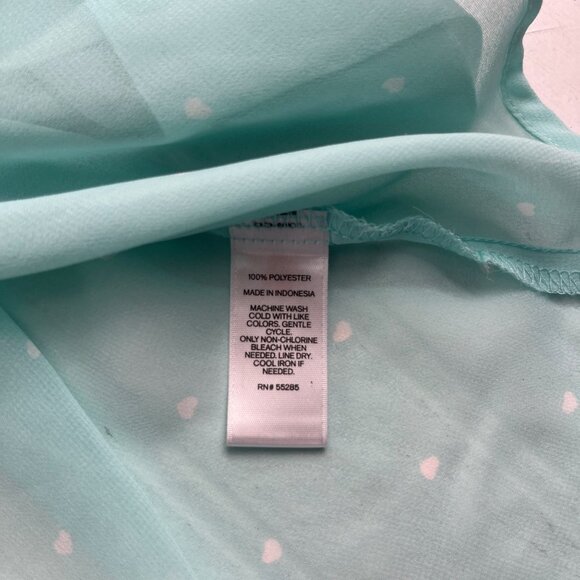 100% POLYESTER
MADE IN INDONESIA
MACHINE WASH
COLD WITH LIKE
COLORS. GENTLE
CYCLE.
ONLY NON-CHLORINE
BLEACH WHEN
NEEDED. LINE DRY.
COOL IRON IF
NEEDED.
RN# 55285